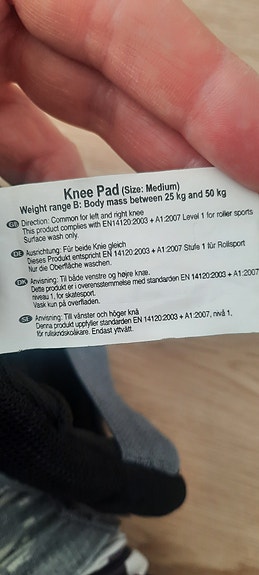 Knee Pad (Size: Medium)
Weight range B: Body mass between 25 kg and 50 kg
GB Direction: Common for left and right knee
This product complies with EN14120:2003 + A1:2007 Level 1 for roller sports
Surface wash only.
DE Ausrichtung: Für beide Knie gleich
Dieses Produkt entspricht EN 14120:2003 + A1:2007 Stufe 1 für Rollsport
Nur die Oberfläche waschen.
DK Anvisning: Til både venstre og højre knæ.
Dette produkt er i overensstemmelse med standarden EN 14120:2003 + A1:2007
niveau 1, for skatesport.
Vask kun på overfladen.
SE Anvisning: Till vänster och höger knä
Denna produkt uppfyller standarden EN 14120:2003 + A1:2007, nivå 1,
för rullskridskoåkare. Endast ytvätt.